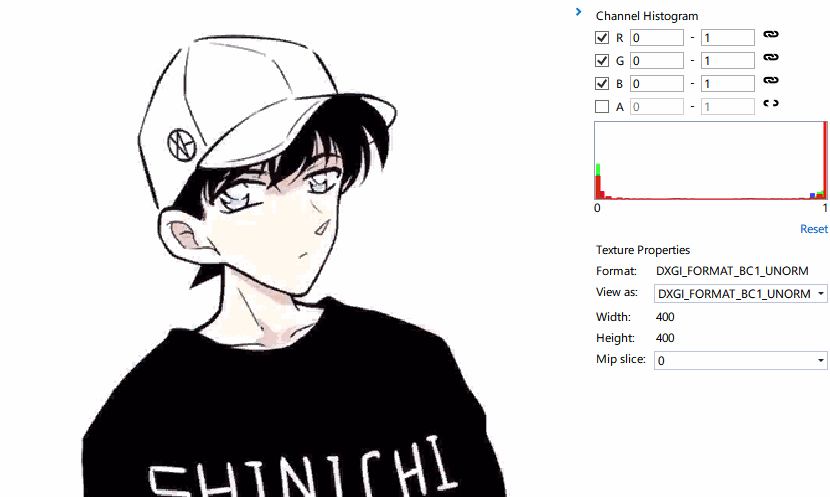 Channel Histogram
R 0 - 1
G 0 - 1
B 0 - 1
A 0 - 1
0 1
Reset
Texture Properties
Format: DXGI_FORMAT_BC1_UNORM
View as: DXGI_FORMAT_BC1_UNORM
Width: 400
Height: 400
Mip slice: 0
SHINICHI